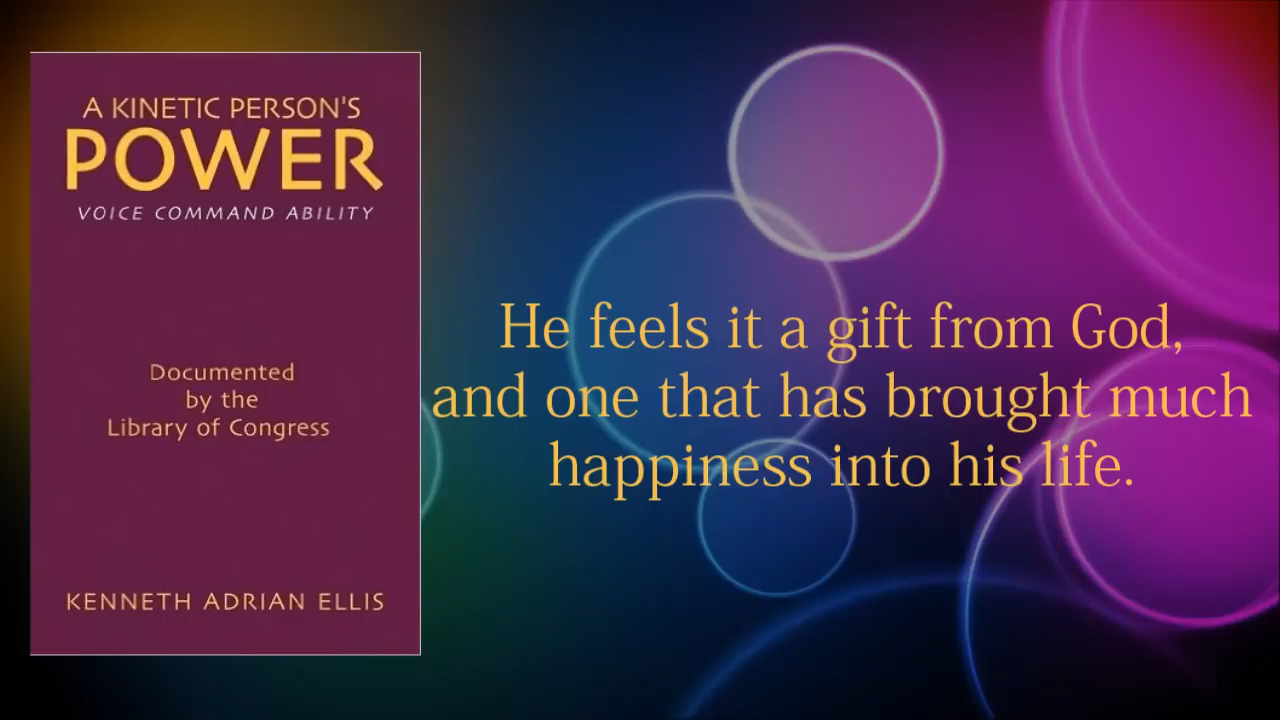 A KINETIC PERSON'S
POWER
VOICE COMMAND ABILITY
Documented
by the
Library of Congress
KENNETH ADRIAN ELLIS
He feels it a gift from God,
and one that has brought much
happiness into his life.